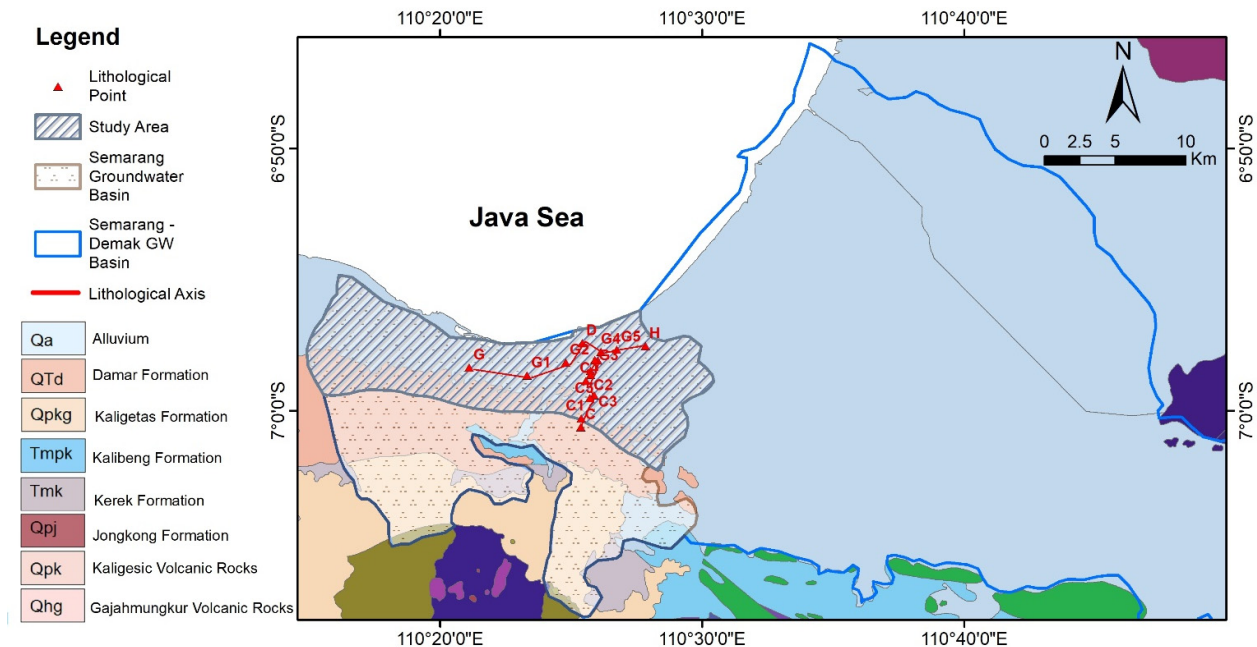 Legend
Lithological
Point
Study Area
Semarang
Groundwater
Basin
Semarang -
Demak GW
Basin
Lithological Axis
Qa Alluvium
QTd Damar Formation
Qpkg Kaligetas Formation
Tmpk Kalibeng Formation
Tmk Kerek Formation
Qpj Jongkong Formation
Qpk Kaligesic Volcanic Rocks
Qhg Gajahmungkur Volcanic Rocks
110°20'0"E 110°30'0"E 110°40'0"E
N
0 2.5 5 10
Km
6°50'0"S 6°50'0"S
Java Sea
D
G4 G5 H
G G1 G2 G3
C2
C1 C3
C
7°0'0"S 7°0'0"S
110°20'0"E 110°30'0"E 110°40'0"E